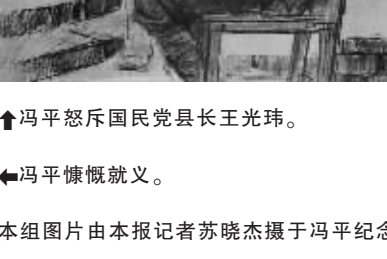 ⬆冯平怒斥国民党县长王光玮。
⬅冯平慷慨就义。
本组图片由本报记者苏晓杰摄于冯平纪念